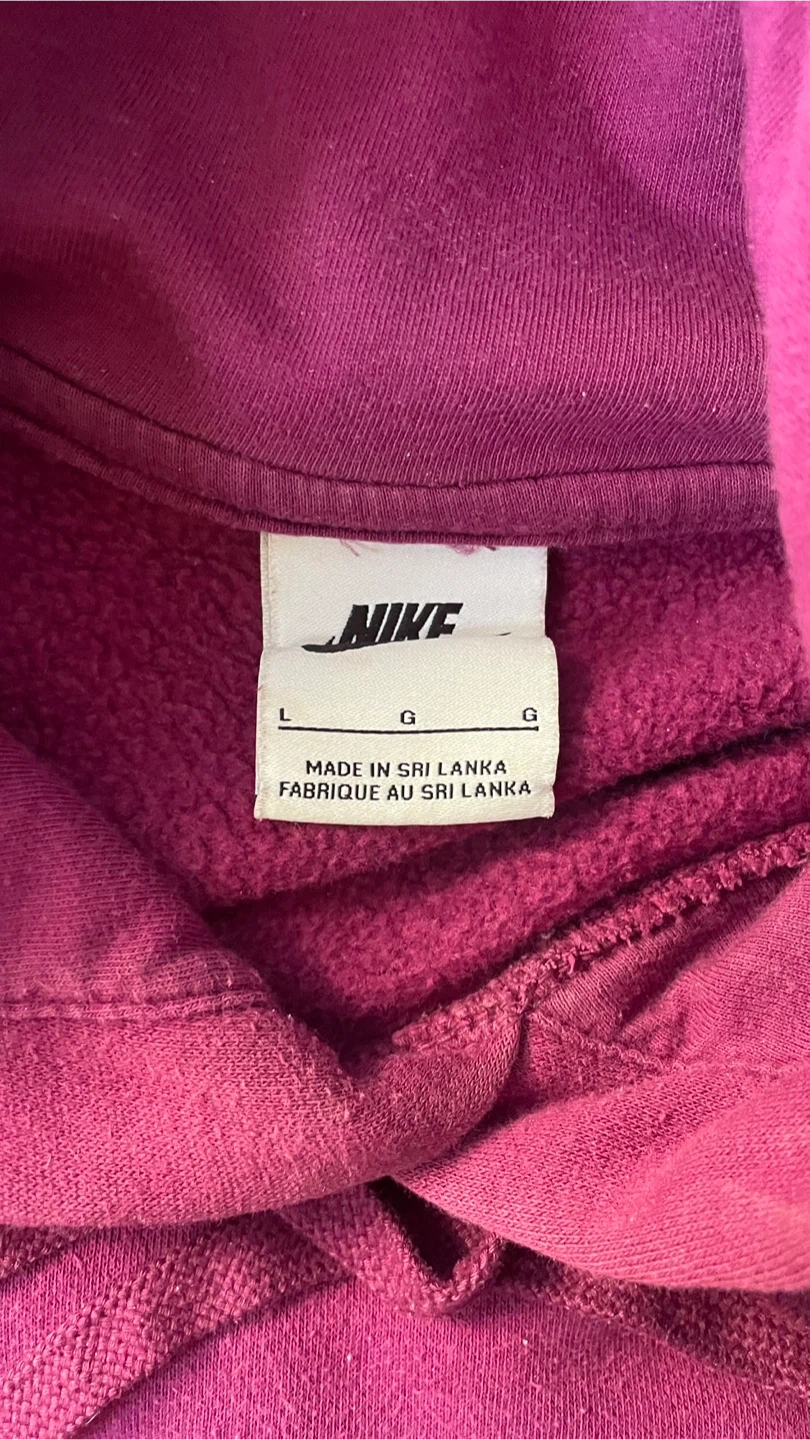 NIKE
L G G
MADE IN SRI LANKA
FABRIQUE AU SRI LANKA